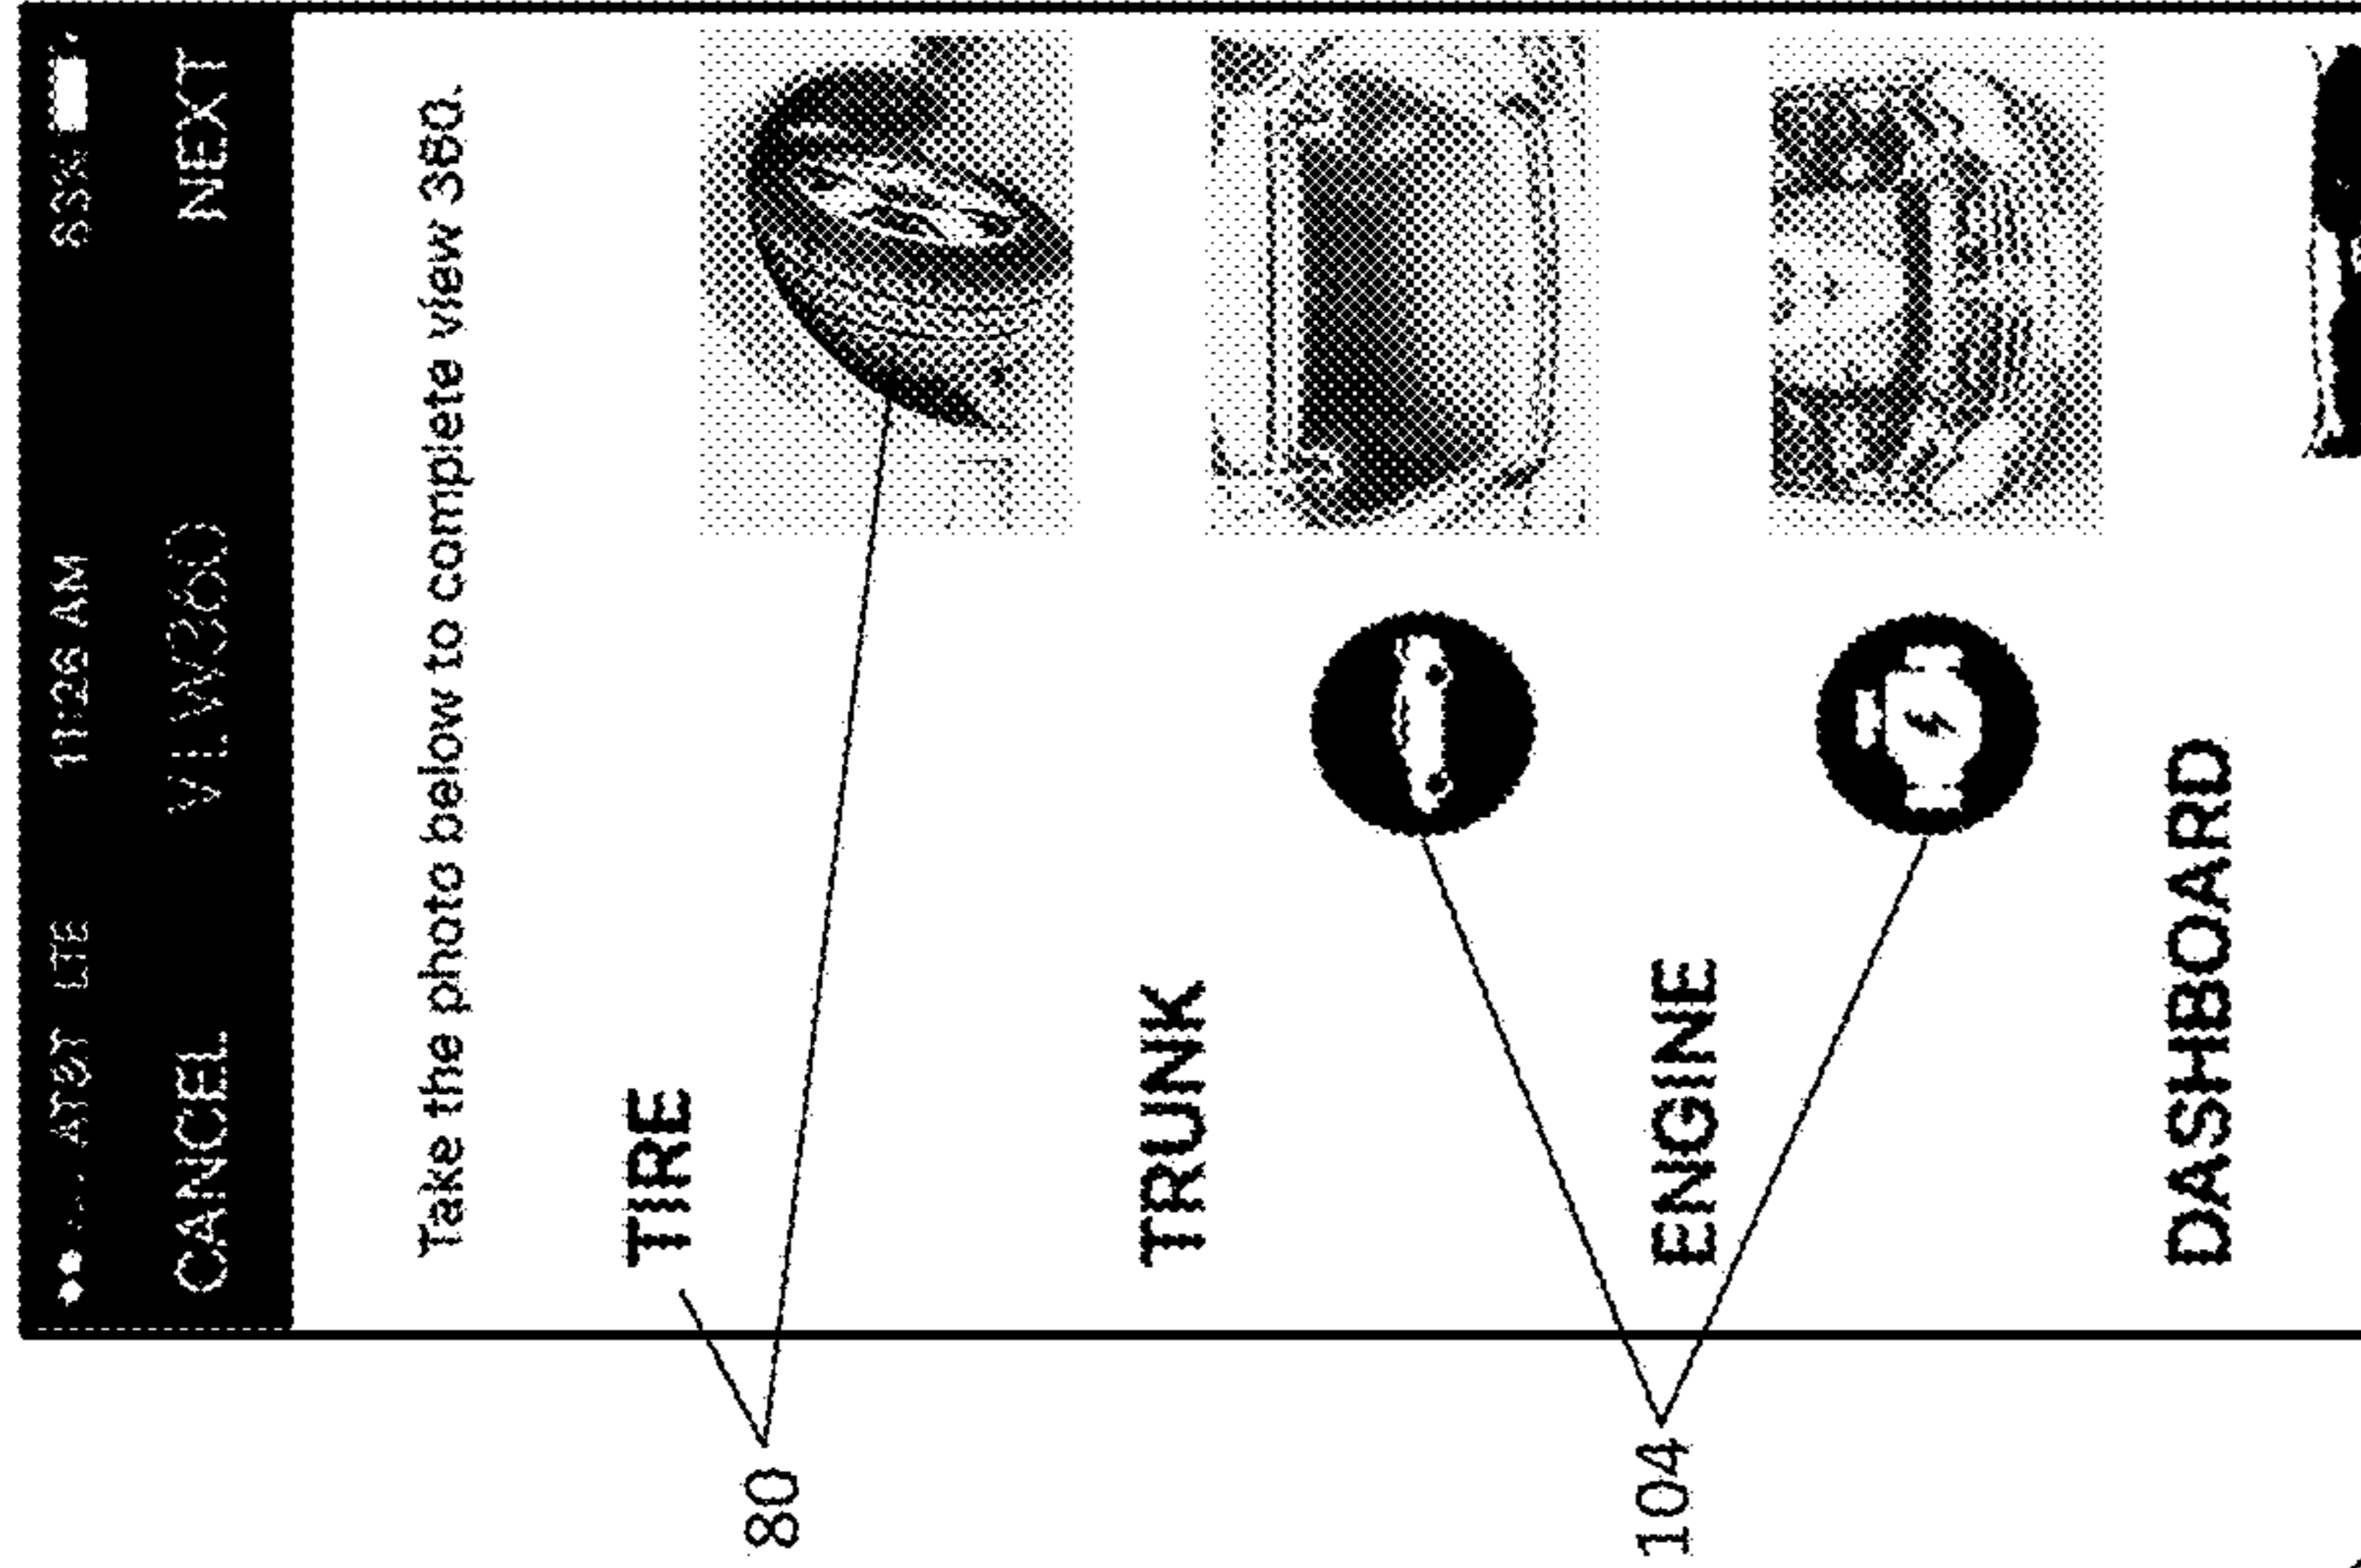 AT&T LTE 11:26 AM
CANCEL VIEW360 NEXT
Take the photo below to complete view 360.
TIRE
80
TRUNK
ENGINE
104
DASHBOARD